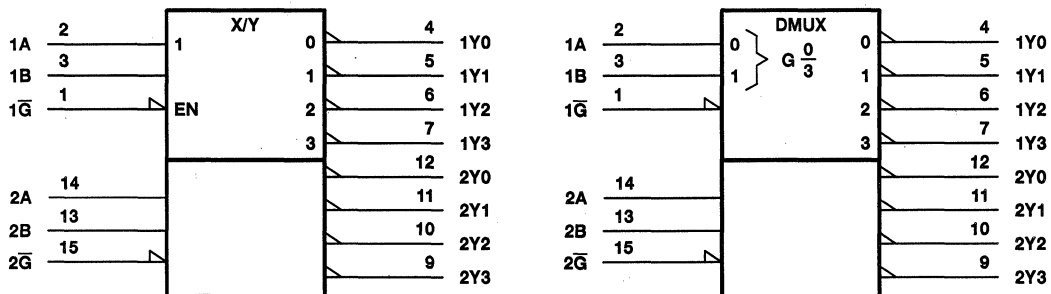 X/Y
1A 2 1 0 4 1Y0
1B 3 1 5 1Y1
1G̅ 1 EN 2 6 1Y2
3 7 1Y3
12 2Y0
2A 14 11 2Y1
2B 13 10 2Y2
2G̅ 15 9 2Y3
DMUX
1A 2 0 G 0/3 0 4 1Y0
1B 3 1 1 5 1Y1
1G̅ 1 2 6 1Y2
3 7 1Y3
12 2Y0
2A 14 11 2Y1
2B 13 10 2Y2
2G̅ 15 9 2Y3